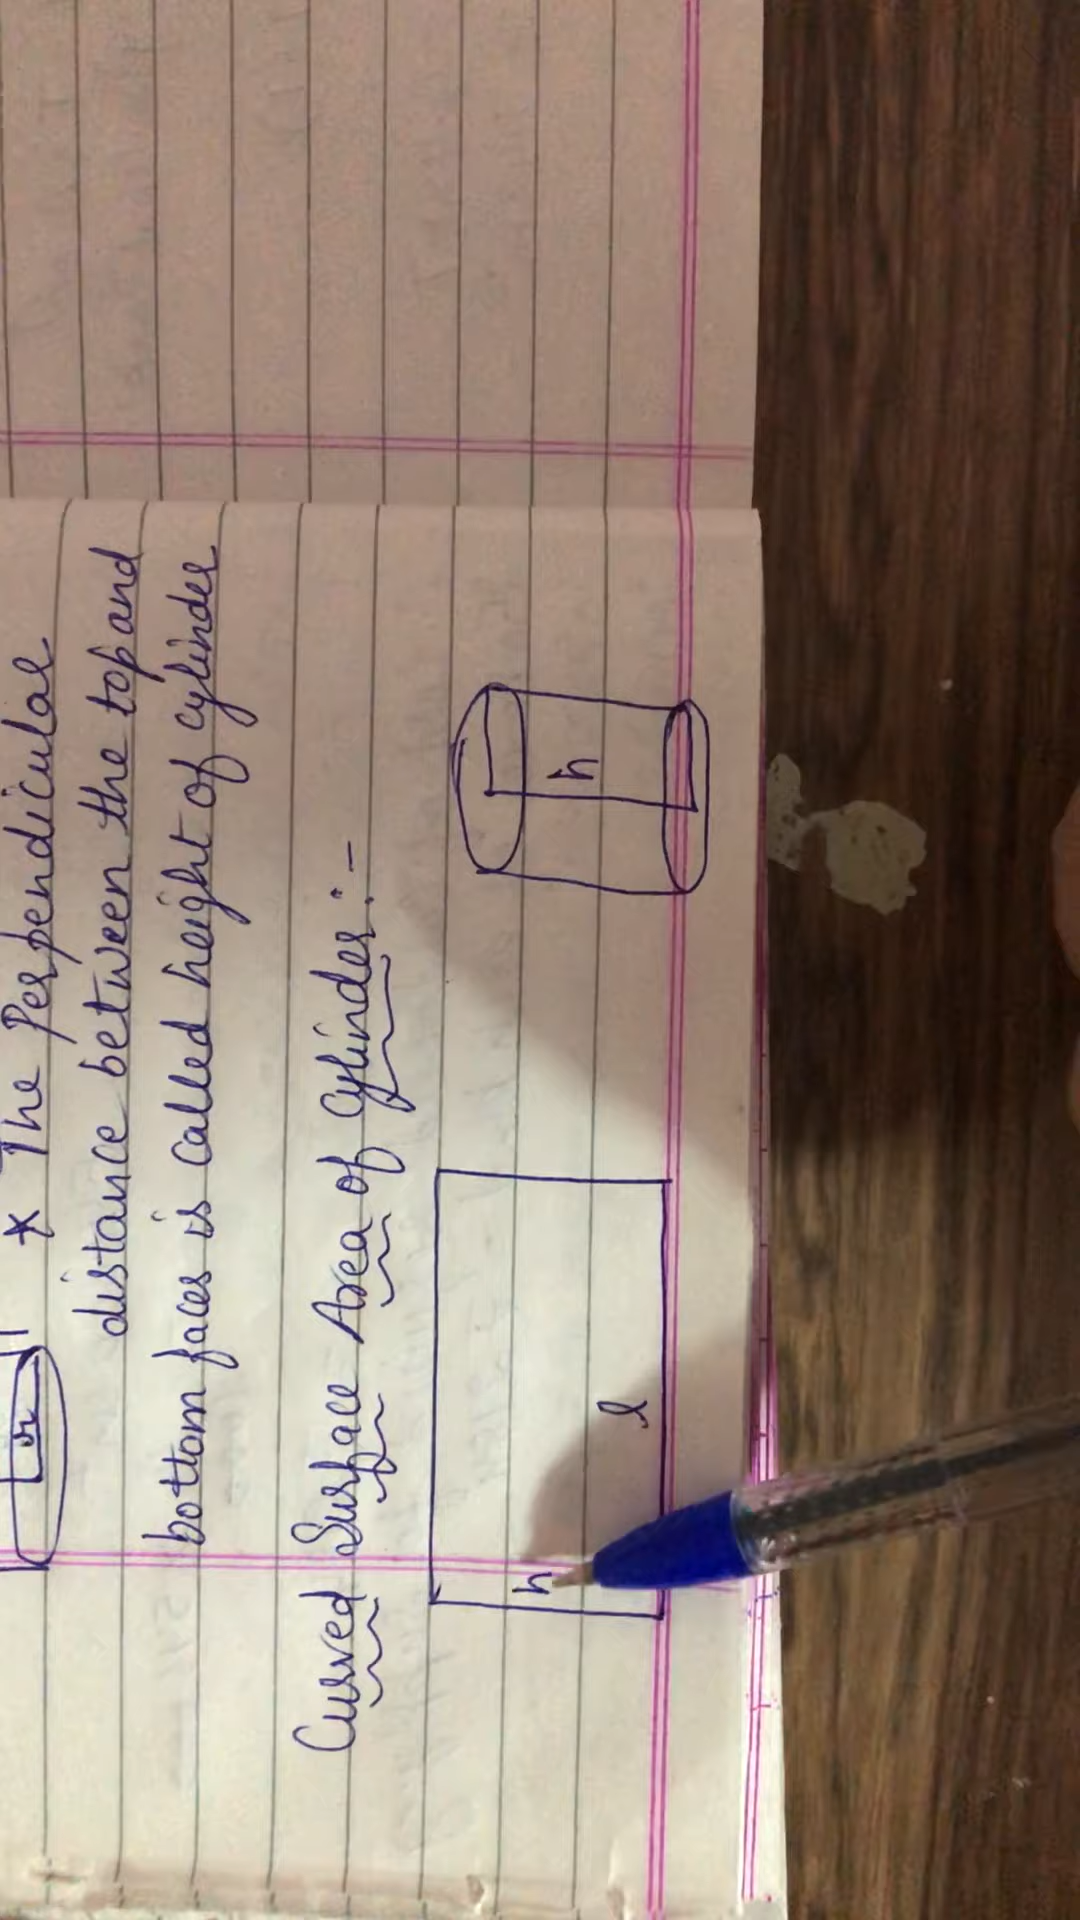 r
* The Perpendicular
distance between the top and
bottom faces is called height of cylinder
Curved Surface Area of Cylinder:-
h
l
h